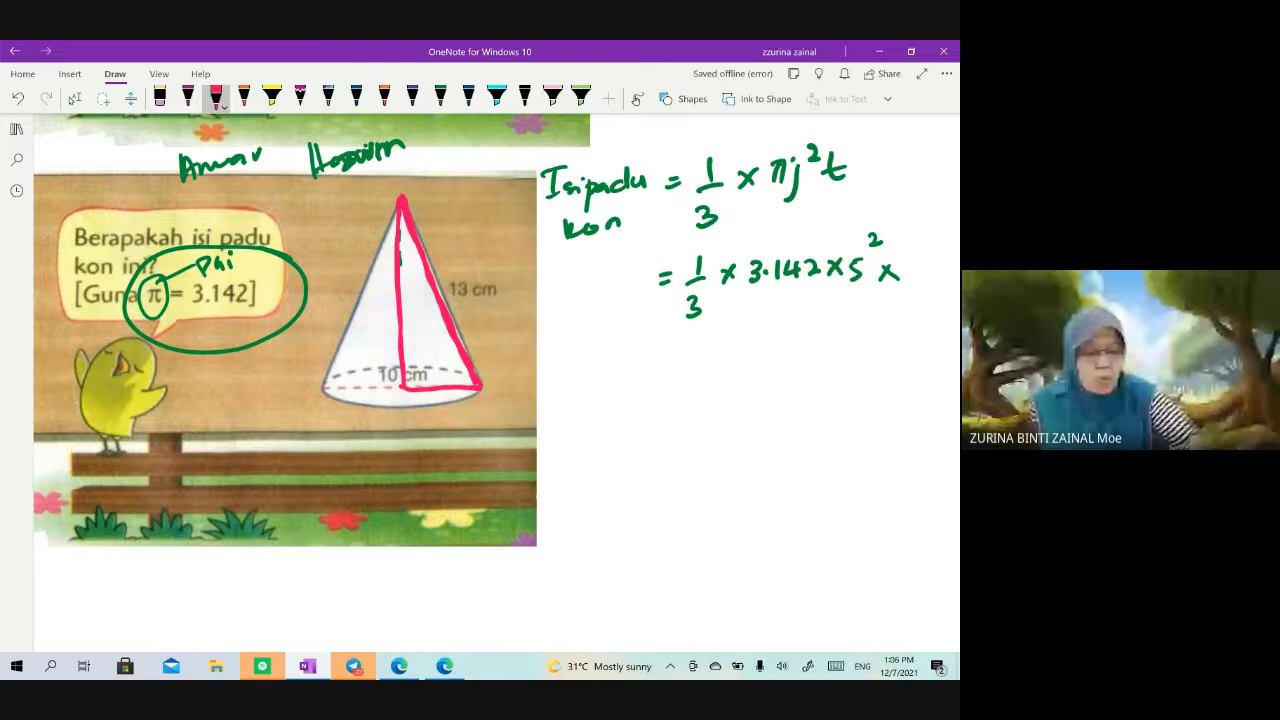 OneNote for Windows 10
zzurina zainal
Home Insert Draw View Help
Saved offline (error)
Share
Shapes
Ink to Shape
Ink to Text
Anwar
Berapakah isi padu
kon ini?
[Guna π = 3.142]
pai
13 cm
10 cm
Isipadu kon = 1/3 × πj²t
= 1/3 × 3.142 × 5² ×
ZURINA BINTI ZAINAL Moe
31°C Mostly sunny
ENG
1:06 PM
12/7/2021
2